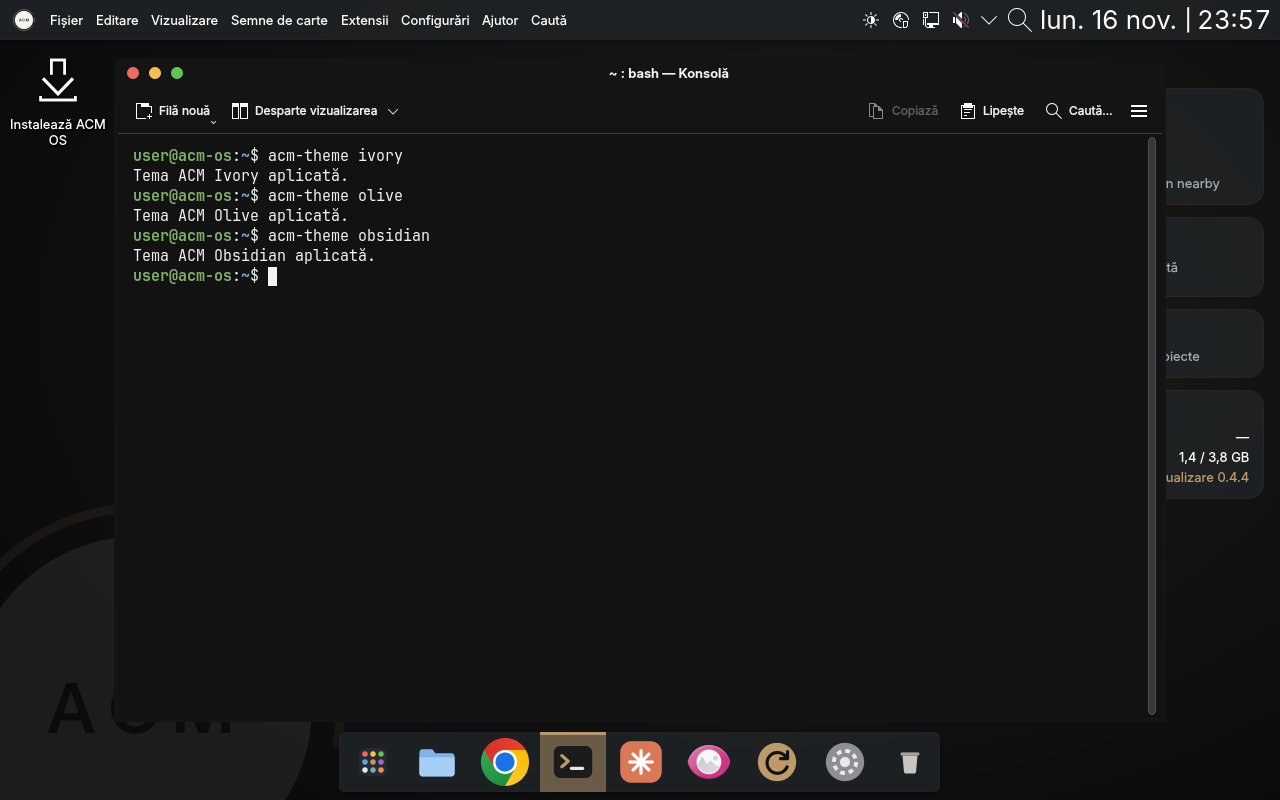 ACM Fișier Editare Vizualizare Semne de carte Extensii Configurări Ajutor Caută lun. 16 nov. | 23:57
Instalează ACM
OS
~ : bash — Konsolă
Filă nouă Desparte vizualizarea Copiază Lipește Caută...
user@acm-os:~$ acm-theme ivory
Tema ACM Ivory aplicată.
user@acm-os:~$ acm-theme olive
Tema ACM Olive aplicată.
user@acm-os:~$ acm-theme obsidian
Tema ACM Obsidian aplicată.
user@acm-os:~$
n nearby
tă
biecte
—
1,4 / 3,8 GB
ualizare 0.4.4
ACM